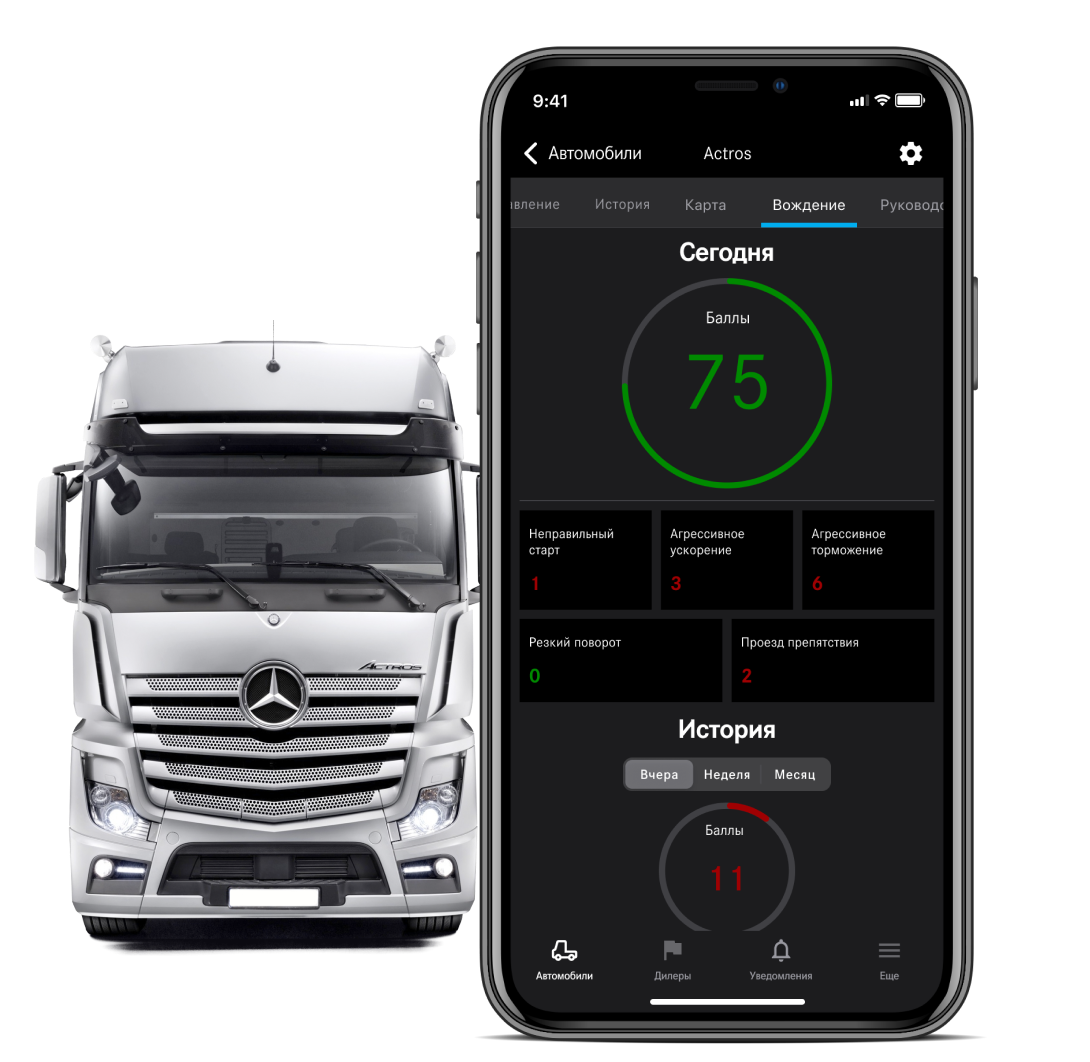 9:41
Автомобили
Actros
авление
История
Карта
Вождение
Руководс
Сегодня
Баллы
75
Неправильный
старт
1
Агрессивное
ускорение
3
Агрессивное
торможение
6
Резкий поворот
0
Проезд препятствия
2
История
Вчера
Неделя
Месяц
Баллы
11
Автомобили
Дилеры
Уведомления
Еще
ACTROS